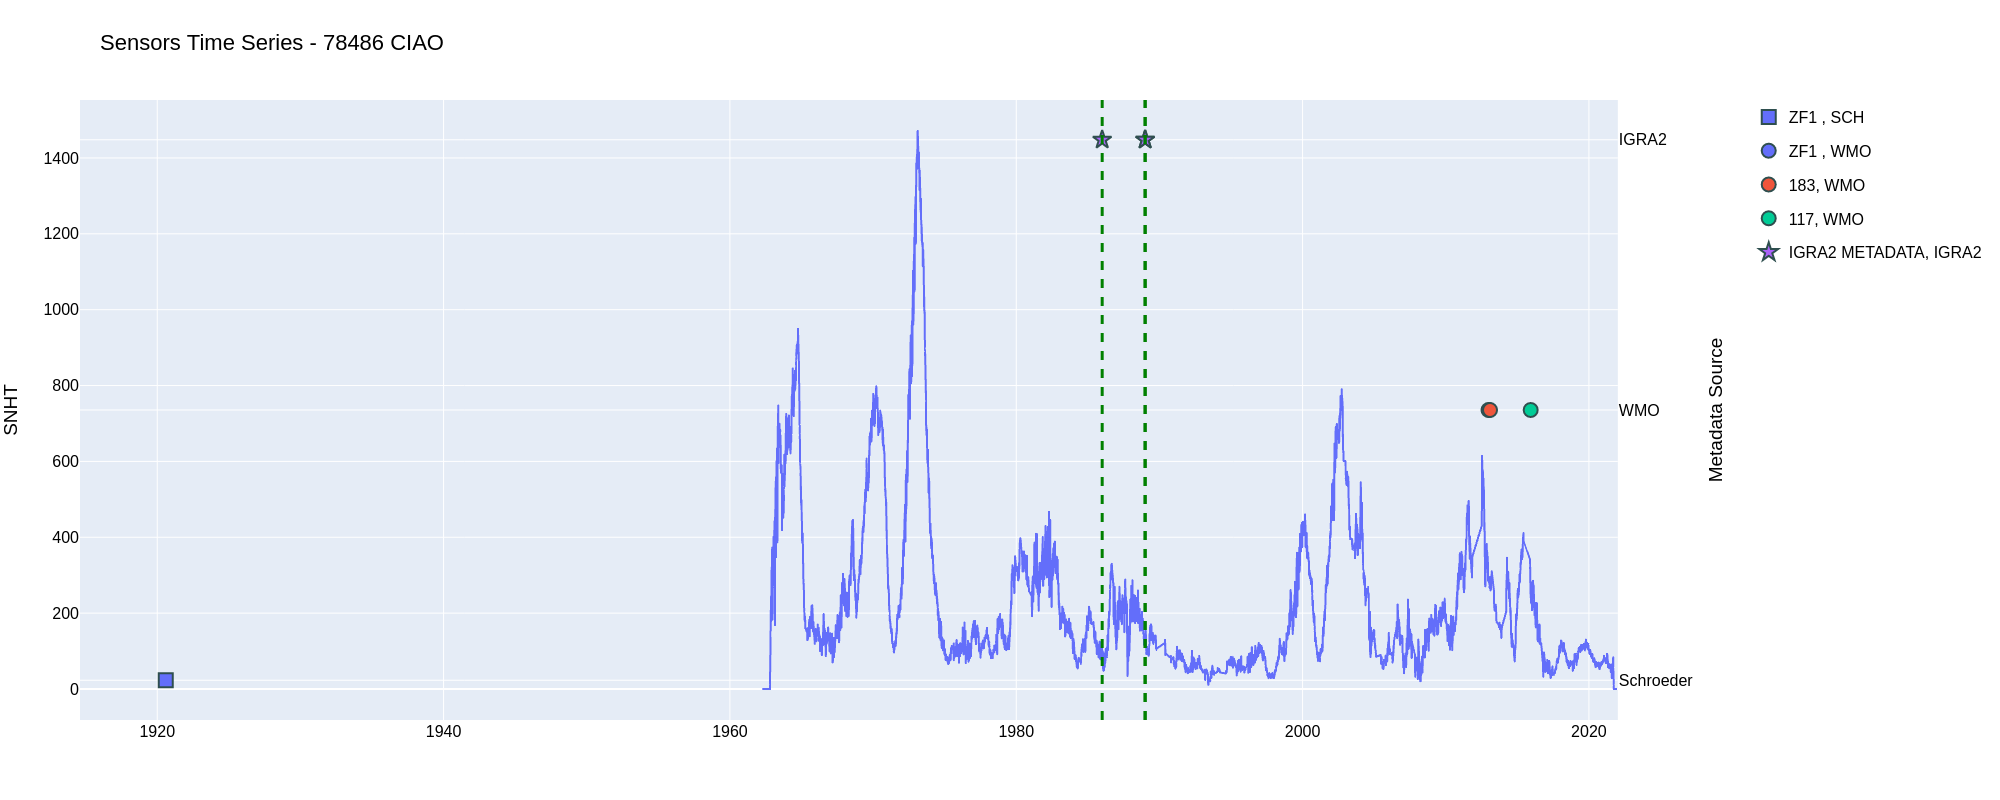 Sensors Time Series - 78486 CIAO
SNHT
1400
1200
1000
800
600
400
200
0
1920
1940
1960
1980
2000
2020
IGRA2
WMO
Schroeder
Metadata Source
ZF1 , SCH
ZF1 , WMO
183, WMO
117, WMO
IGRA2 METADATA, IGRA2